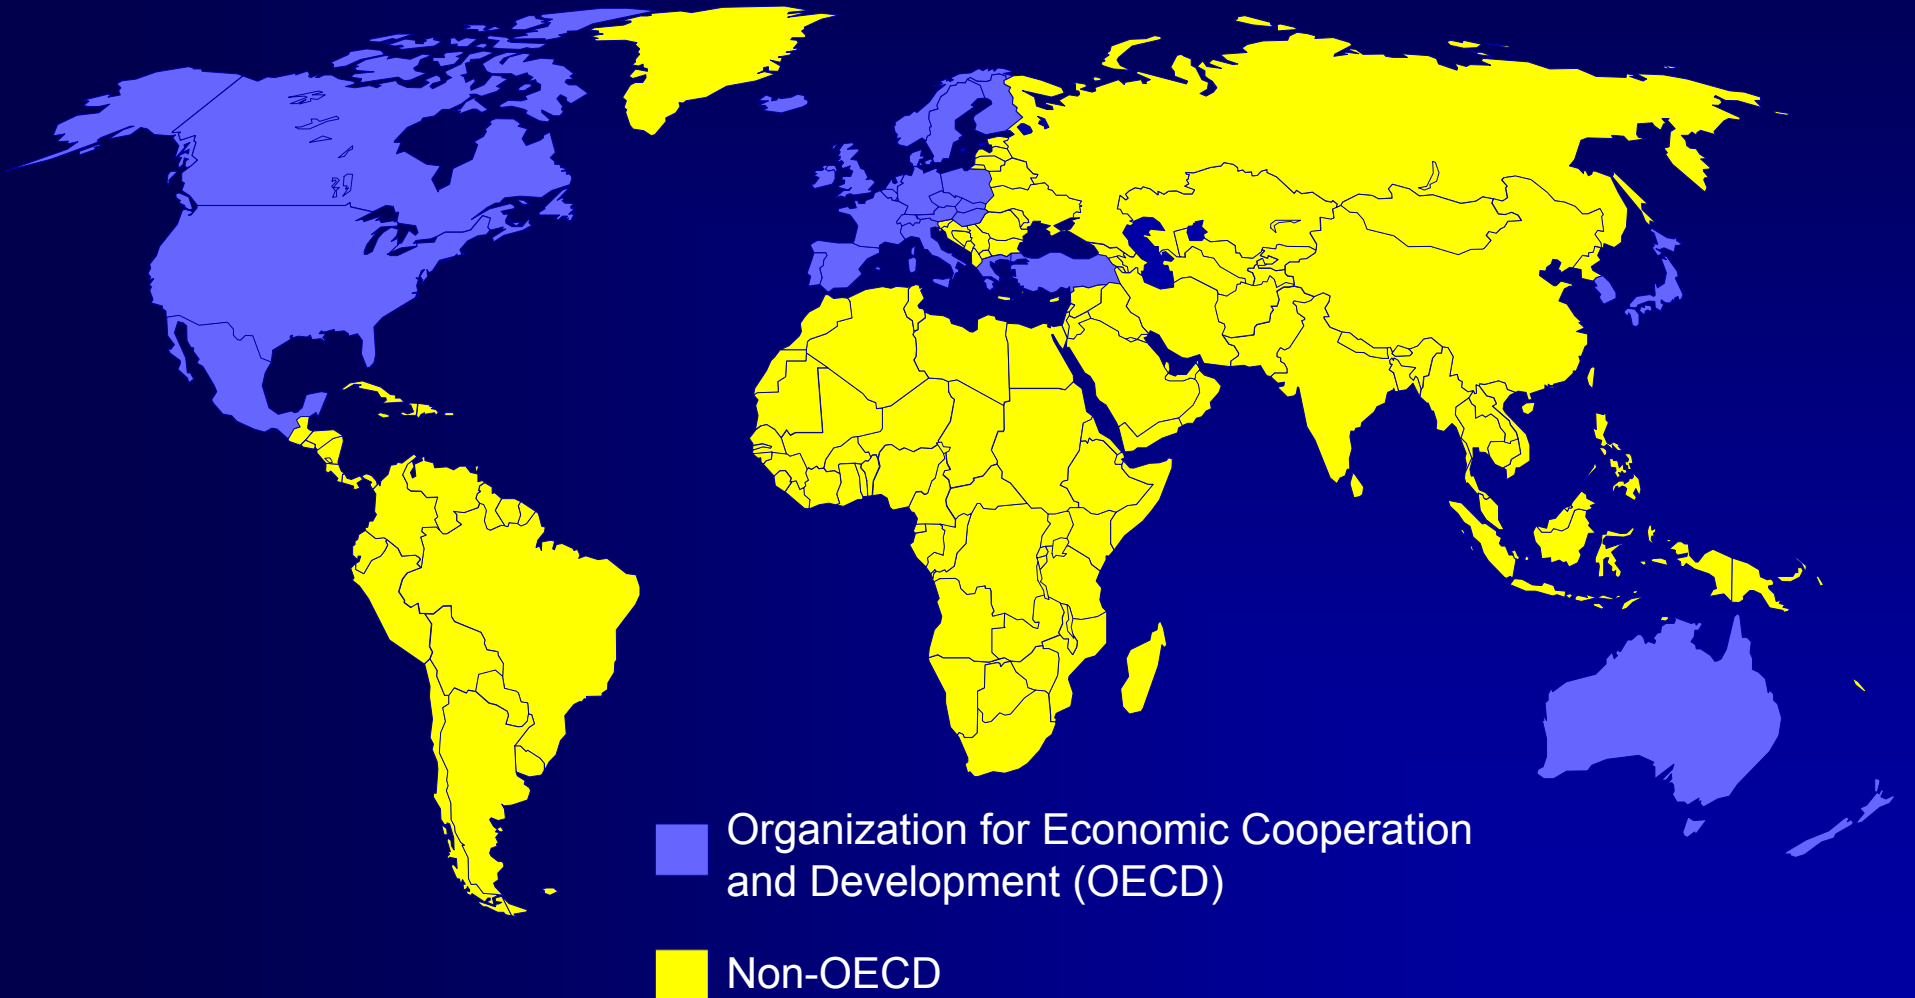 Organization for Economic Cooperation
and Development (OECD)
Non-OECD